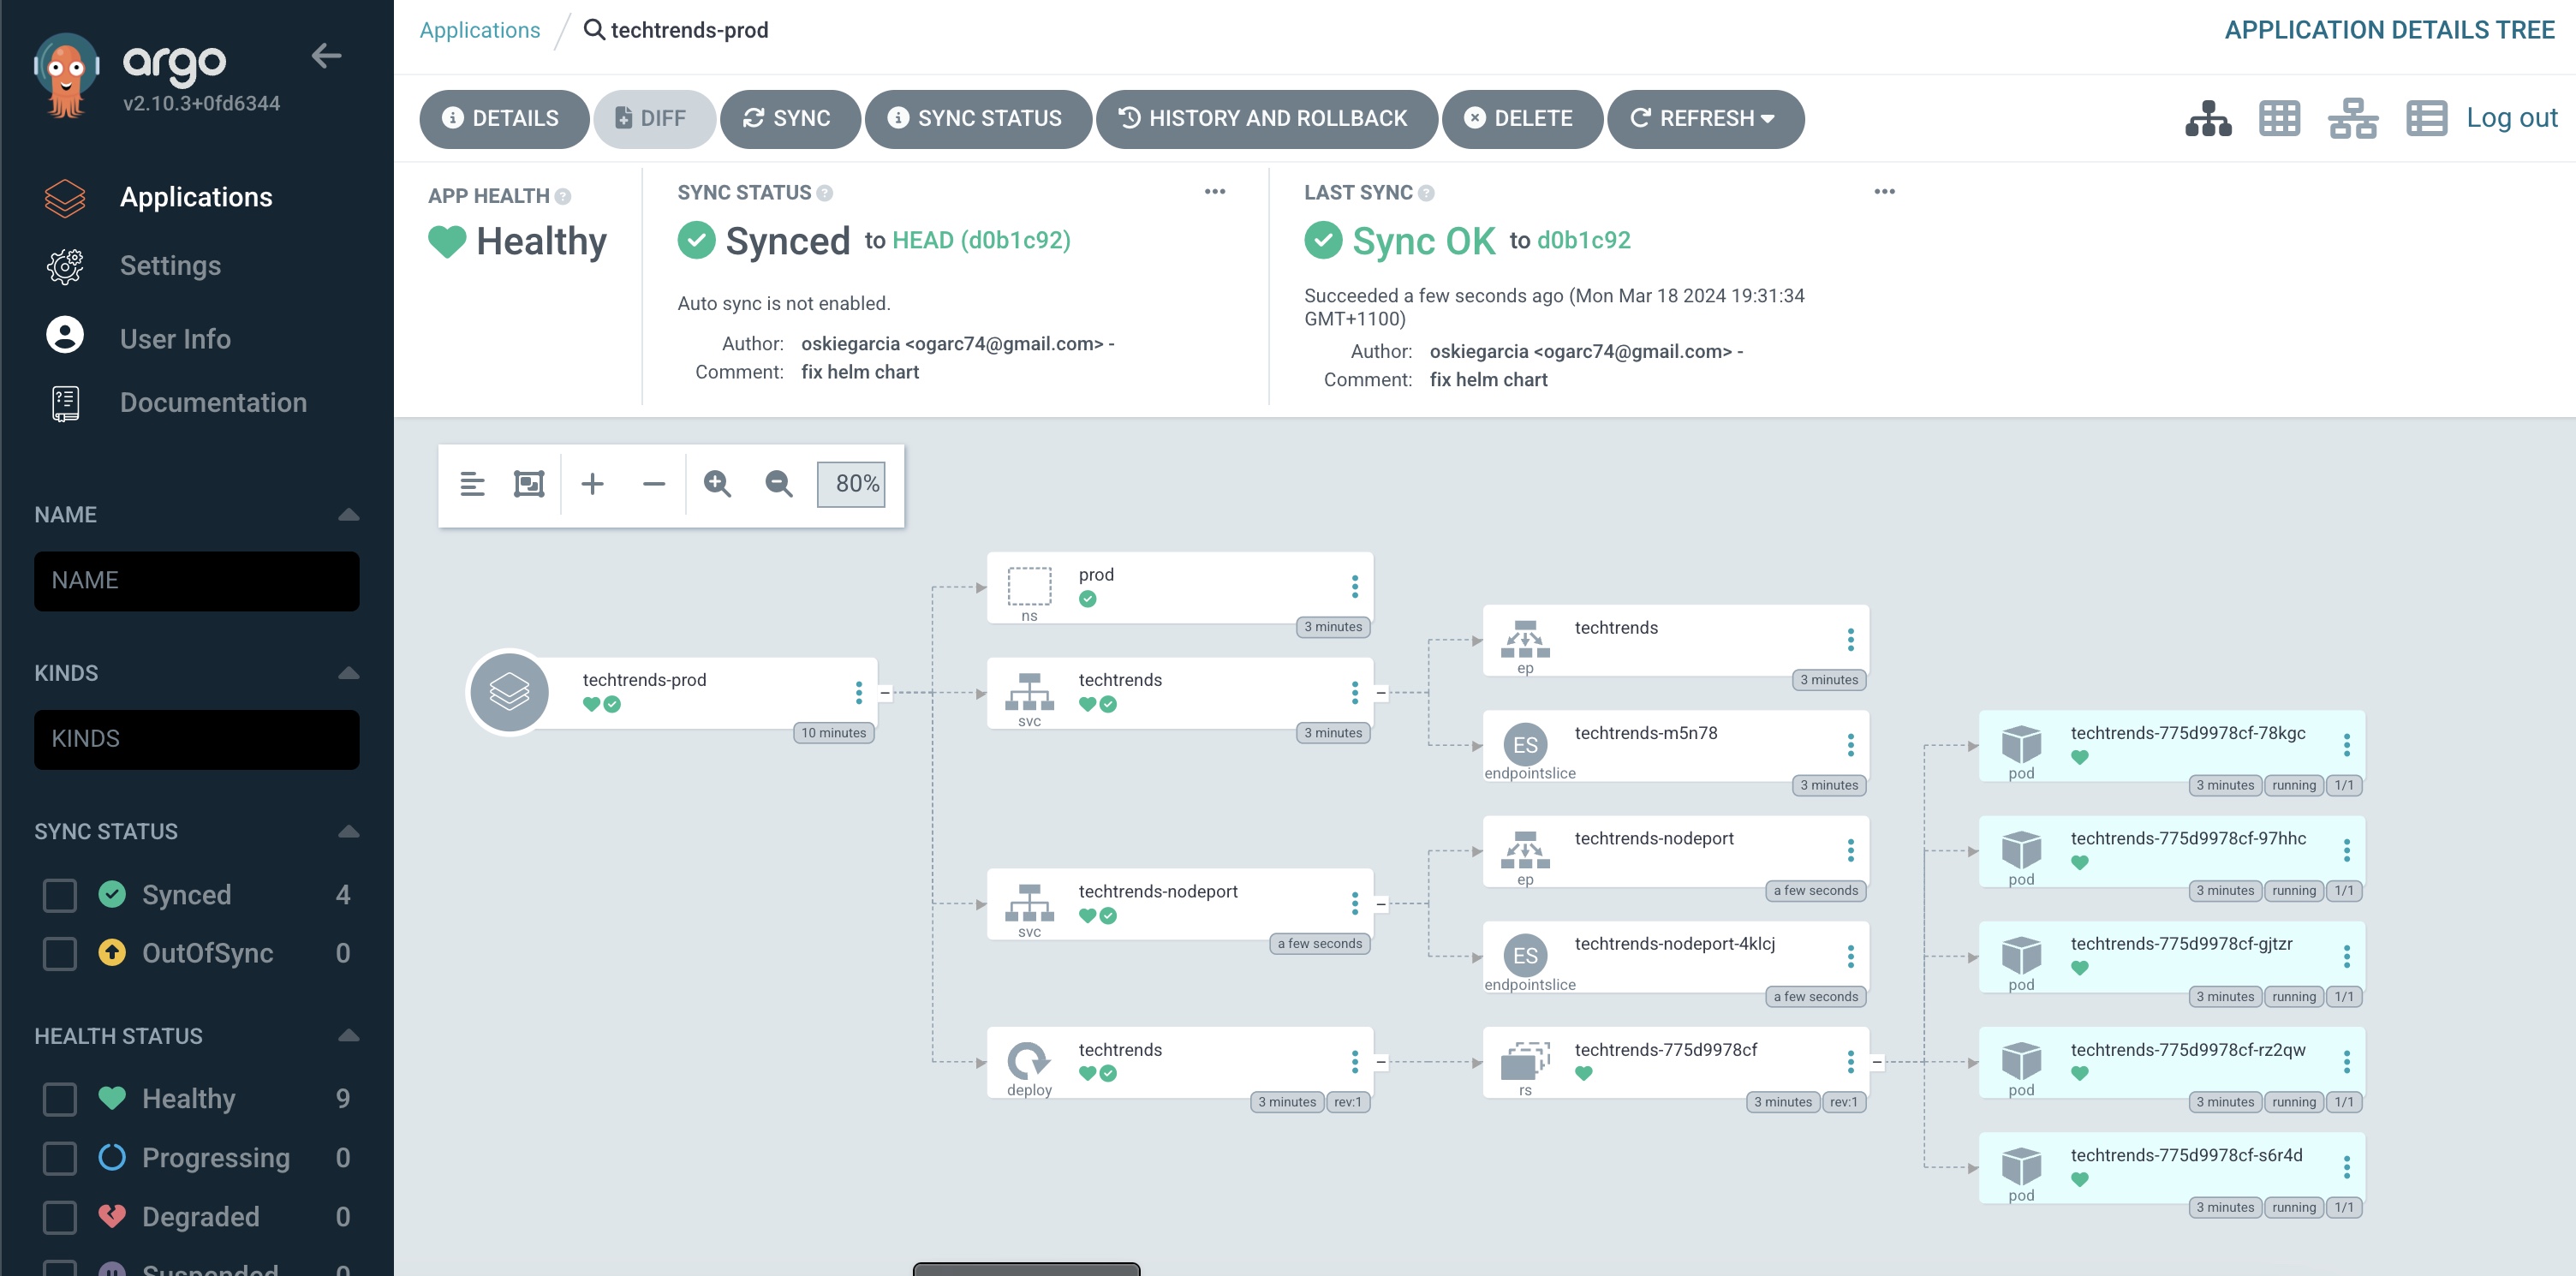 argo
v2.10.3+0fd6344
Applications
Settings
User Info
Documentation
NAME
NAME
KINDS
KINDS
SYNC STATUS
Synced 4
OutOfSync 0
HEALTH STATUS
Healthy 9
Progressing 0
Degraded 0
Suspended 0
Applications / techtrends-prod
APPLICATION DETAILS TREE
DETAILS DIFF SYNC SYNC STATUS HISTORY AND ROLLBACK DELETE REFRESH Log out
APP HEALTH ?
Healthy
SYNC STATUS ?
Synced to HEAD (d0b1c92)
Auto sync is not enabled.
Author: oskiegarcia <ogarc74@gmail.com> -
Comment: fix helm chart
LAST SYNC ?
Sync OK to d0b1c92
Succeeded a few seconds ago (Mon Mar 18 2024 19:31:34
GMT+1100)
Author: oskiegarcia <ogarc74@gmail.com> -
Comment: fix helm chart
80%
techtrends-prod
10 minutes
prod
ns
3 minutes
techtrends
svc
3 minutes
techtrends-nodeport
svc
a few seconds
techtrends
deploy
3 minutes rev:1
techtrends
ep
3 minutes
techtrends-m5n78
ES
endpointslice
3 minutes
techtrends-nodeport
ep
a few seconds
techtrends-nodeport-4klcj
ES
endpointslice
a few seconds
techtrends-775d9978cf
rs
3 minutes rev:1
techtrends-775d9978cf-78kgc
pod
3 minutes running 1/1
techtrends-775d9978cf-97hhc
pod
3 minutes running 1/1
techtrends-775d9978cf-gjtzr
pod
3 minutes running 1/1
techtrends-775d9978cf-rz2qw
pod
3 minutes running 1/1
techtrends-775d9978cf-s6r4d
pod
3 minutes running 1/1